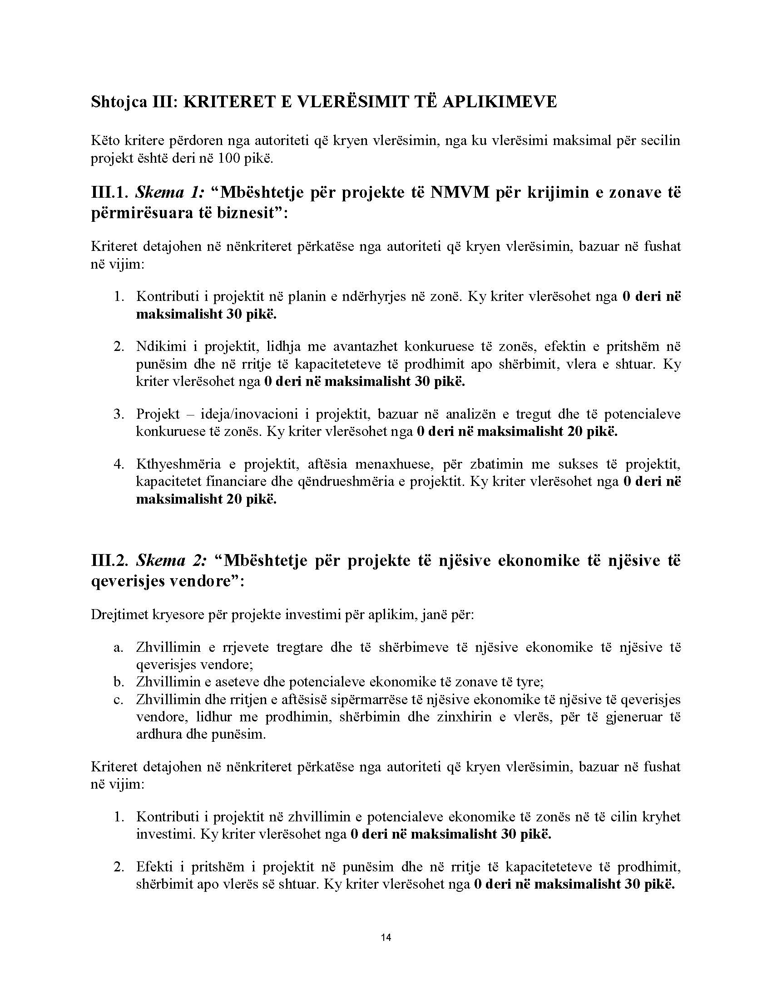 Shtojca III: KRITERET E VLERËSIMIT TË APLIKIMEVE
Këto kritere përdoren nga autoriteti që kryen vlerësimin, nga ku vlerësimi maksimal për secilin
projekt është deri në 100 pikë.
III.1. Skema 1: “Mbështetje për projekte të NMVM për krijimin e zonave të
përmirësuara të biznesit”:
Kriteret detajohen në nënkriteret përkatëse nga autoriteti që kryen vlerësimin, bazuar në fushat
në vijim:
1. Kontributi i projektit në planin e ndërhyrjes në zonë. Ky kriter vlerësohet nga 0 deri në
maksimalisht 30 pikë.
2. Ndikimi i projektit, lidhja me avantazhet konkuruese të zonës, efektin e pritshëm në
punësim dhe në rritje të kapaciteteteve të prodhimit apo shërbimit, vlera e shtuar. Ky
kriter vlerësohet nga 0 deri në maksimalisht 30 pikë.
3. Projekt – ideja/inovacioni i projektit, bazuar në analizën e tregut dhe të potencialeve
konkuruese të zonës. Ky kriter vlerësohet nga 0 deri në maksimalisht 20 pikë.
4. Kthyeshmëria e projektit, aftësia menaxhuese, për zbatimin me sukses të projektit,
kapacitetet financiare dhe qëndrueshmëria e projektit. Ky kriter vlerësohet nga 0 deri në
maksimalisht 20 pikë.
III.2. Skema 2: “Mbështetje për projekte të njësive ekonomike të njësive të
qeverisjes vendore”:
Drejtimet kryesore për projekte investimi për aplikim, janë për:
a. Zhvillimin e rrjevete tregtare dhe të shërbimeve të njësive ekonomike të njësive të
qeverisjes vendore;
b. Zhvillimin e aseteve dhe potencialeve ekonomike të zonave të tyre;
c. Zhvillimin dhe rritjen e aftësisë sipërmarrëse të njësive ekonomike të njësive të qeverisjes
vendore, lidhur me prodhimin, shërbimin dhe zinxhirin e vlerës, për të gjeneruar të
ardhura dhe punësim.
Kriteret detajohen në nënkriteret përkatëse nga autoriteti që kryen vlerësimin, bazuar në fushat
në vijim:
1. Kontributi i projektit në zhvillimin e potencialeve ekonomike të zonës në të cilin kryhet
investimi. Ky kriter vlerësohet nga 0 deri në maksimalisht 30 pikë.
2. Efekti i pritshëm i projektit në punësim dhe në rritje të kapaciteteteve të prodhimit,
shërbimit apo vlerës së shtuar. Ky kriter vlerësohet nga 0 deri në maksimalisht 30 pikë.
14